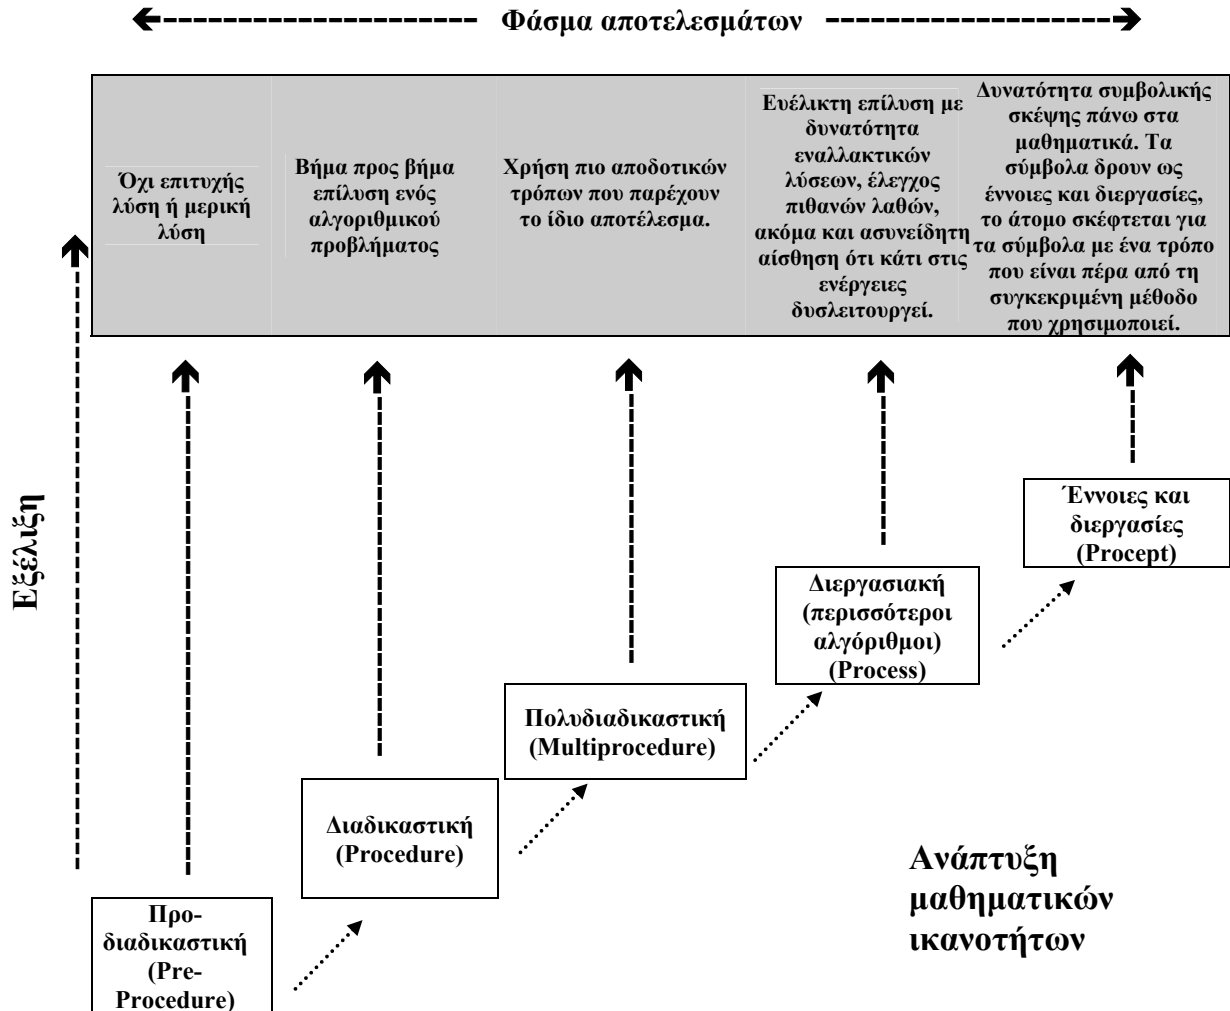 Φάσμα αποτελεσμάτων
Όχι επιτυχής
λύση ή μερική
λύση
Βήμα προς βήμα
επίλυση ενός
αλγοριθμικού
προβλήματος
Χρήση πιο αποδοτικών
τρόπων που παρέχουν
το ίδιο αποτέλεσμα.
Ευέλικτη επίλυση με
δυνατότητα
εναλλακτικών
λύσεων, έλεγχος
πιθανών λαθών,
ακόμα και ασυνείδητη
αίσθηση ότι κάτι στις
ενέργειες
δυσλειτουργεί.
Δυνατότητα συμβολικής
σκέψης πάνω στα
μαθηματικά. Τα
σύμβολα δρουν ως
έννοιες και διεργασίες,
το άτομο σκέφτεται για
τα σύμβολα με ένα τρόπο
που είναι πέρα από τη
συγκεκριμένη μέθοδο
που χρησιμοποιεί.
Εξέλιξη
Έννοιες και
διεργασίες
(Procept)
Διεργασιακή
(περισσότεροι
αλγόριθμοι)
(Process)
Πολυδιαδικαστική
(Multiprocedure)
Διαδικαστική
(Procedure)
Προ-
διαδικαστική
(Pre-
Procedure)
Ανάπτυξη
μαθηματικών
ικανοτήτων